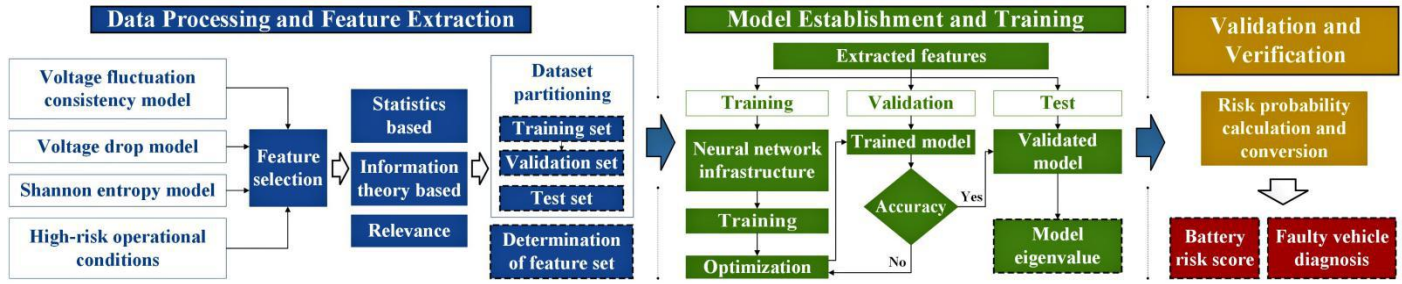 Data Processing and Feature Extraction
Voltage fluctuation
consistency model
Voltage drop model
Shannon entropy model
High-risk operational
conditions
Feature
selection
Statistics
based
Information
theory based
Relevance
Dataset
partitioning
Training set
Validation set
Test set
Determination
of feature set
Model Establishment and Training
Extracted features
Training
Validation
Test
Neural network
infrastructure
Training
Optimization
Trained model
Accuracy
Yes
No
Validated
model
Model
eigenvalue
Validation and
Verification
Risk probability
calculation and
conversion
Battery
risk score
Faulty vehicle
diagnosis